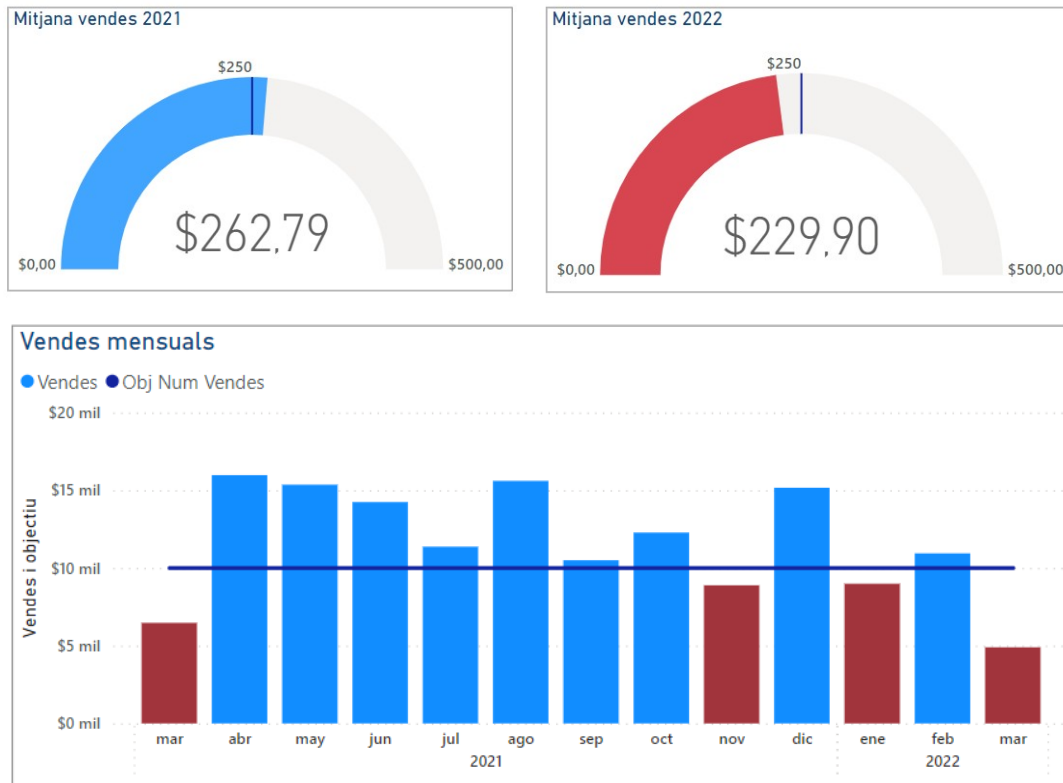 Mitjana vendes 2021
$250
$262,79
$0,00
$500,00
Mitjana vendes 2022
$250
$229,90
$0,00
$500,00
Vendes mensuals
Vendes Obj Num Vendes
Vendes i objectiu
$20 mil
$15 mil
$10 mil
$5 mil
$0 mil
mar abr may jun jul ago sep oct nov dic ene feb mar
2021 2022